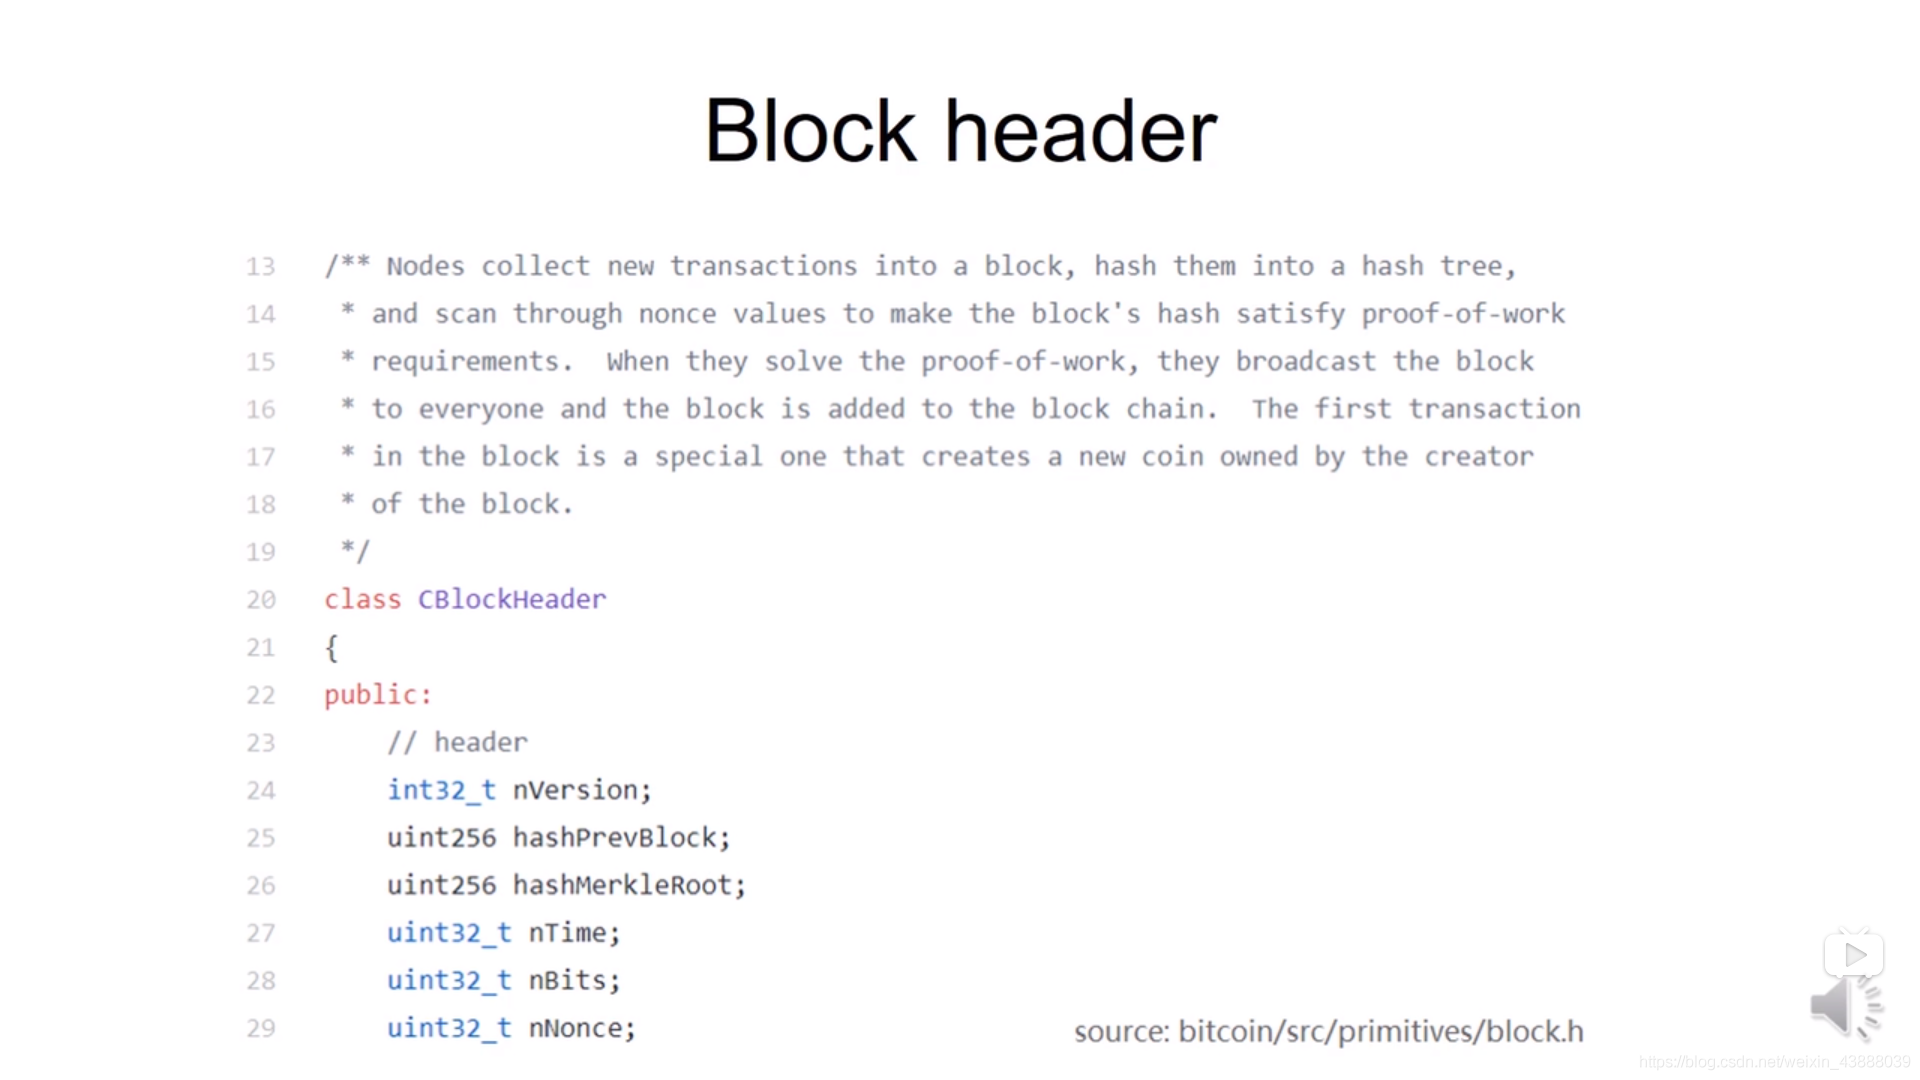 Block header
13 /** Nodes collect new transactions into a block, hash them into a hash tree,
14 * and scan through nonce values to make the block's hash satisfy proof-of-work
15 * requirements.  When they solve the proof-of-work, they broadcast the block
16 * to everyone and the block is added to the block chain.  The first transaction
17 * in the block is a special one that creates a new coin owned by the creator
18 * of the block.
19 */
20 class CBlockHeader
21 {
22 public:
23 // header
24 int32_t nVersion;
25 uint256 hashPrevBlock;
26 uint256 hashMerkleRoot;
27 uint32_t nTime;
28 uint32_t nBits;
29 uint32_t nNonce;
source: bitcoin/src/primitives/block.h
https://blog.csdn.net/weixin_43888039